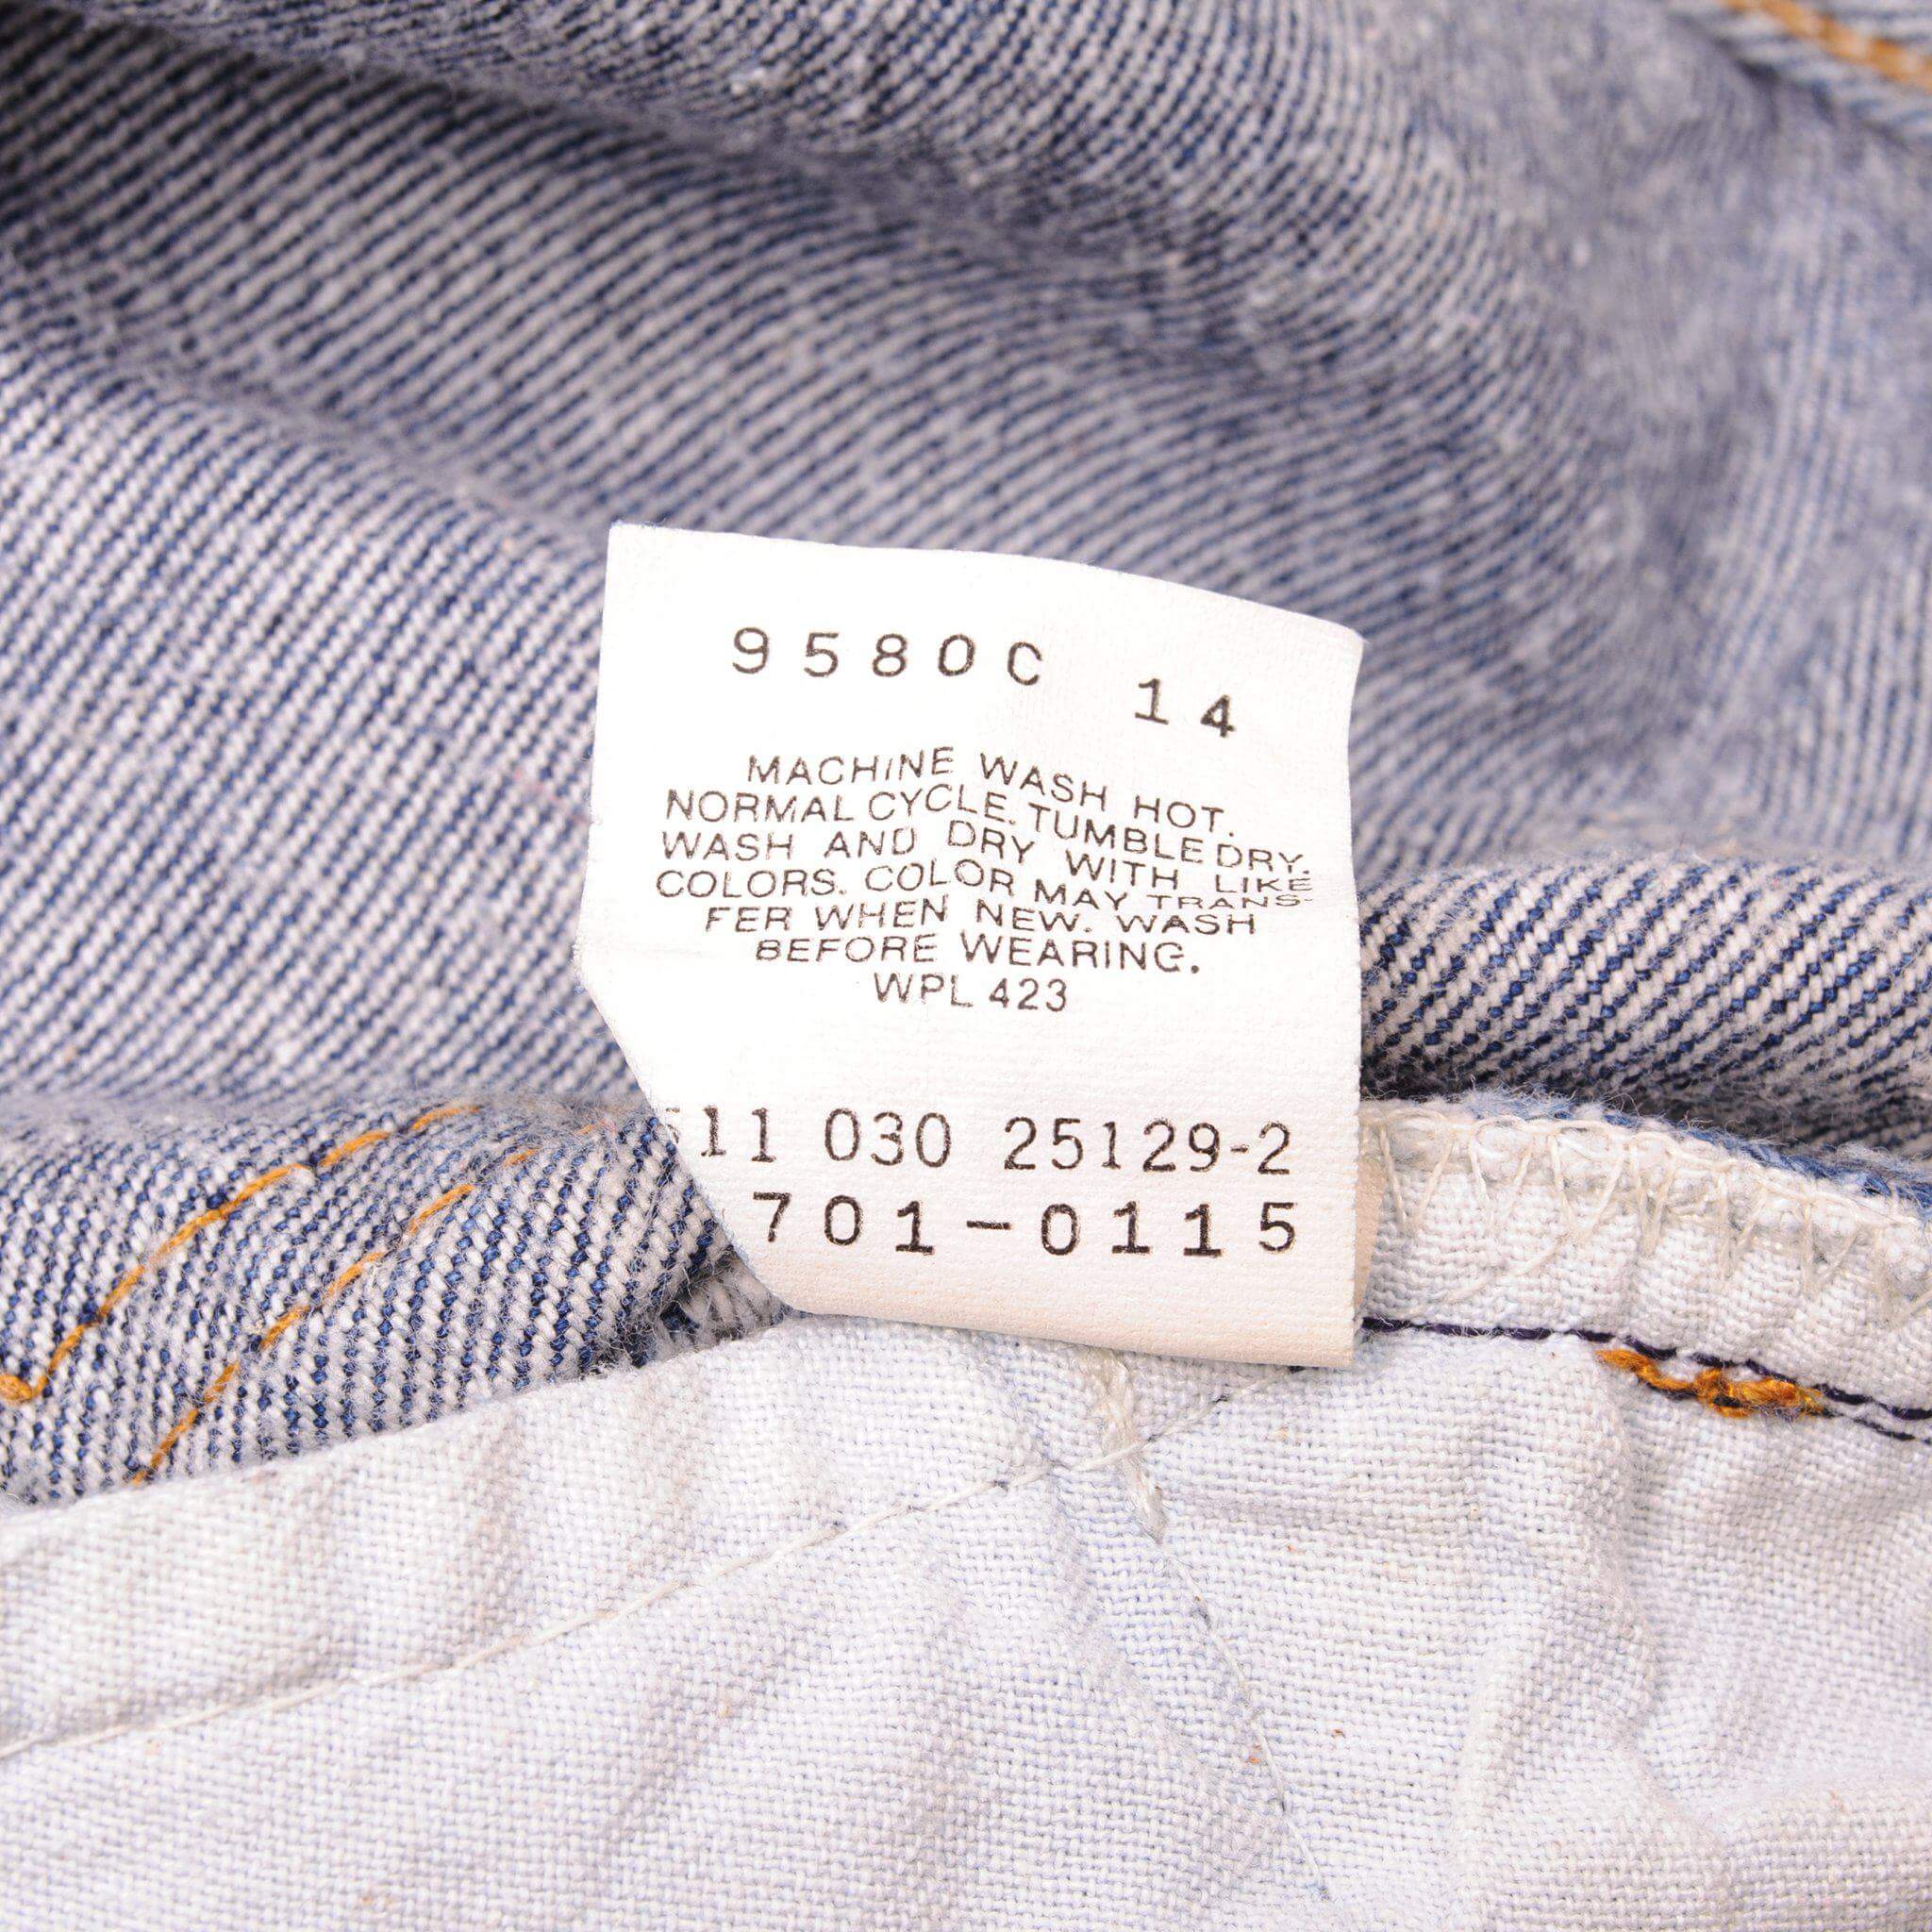 9580C 14
MACHINE WASH HOT.
NORMAL CYCLE. TUMBLE DRY.
WASH AND DRY WITH LIKE
COLORS. COLOR MAY TRANS-
FER WHEN NEW. WASH
BEFORE WEARING.
WPL 423
511 030 25129-2
701-0115